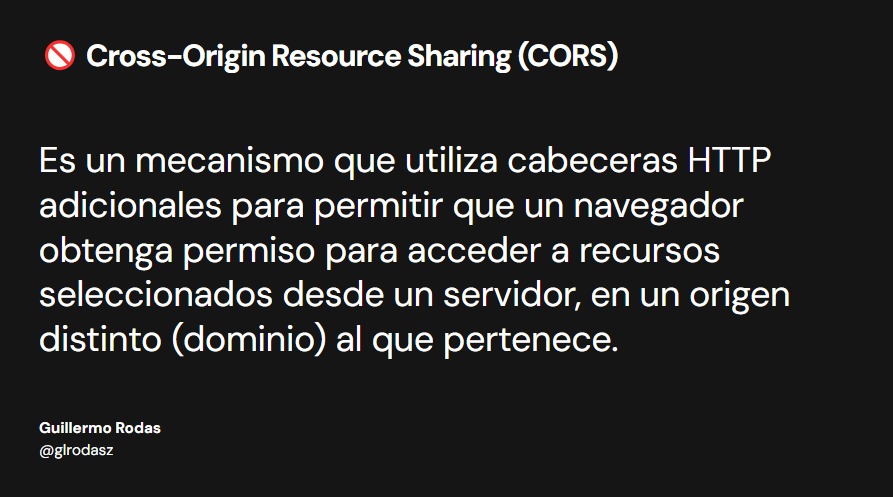 🚫 Cross-Origin Resource Sharing (CORS)
Es un mecanismo que utiliza cabeceras HTTP
adicionales para permitir que un navegador
obtenga permiso para acceder a recursos
seleccionados desde un servidor, en un origen
distinto (dominio) al que pertenece.
Guillermo Rodas
@glrodasz